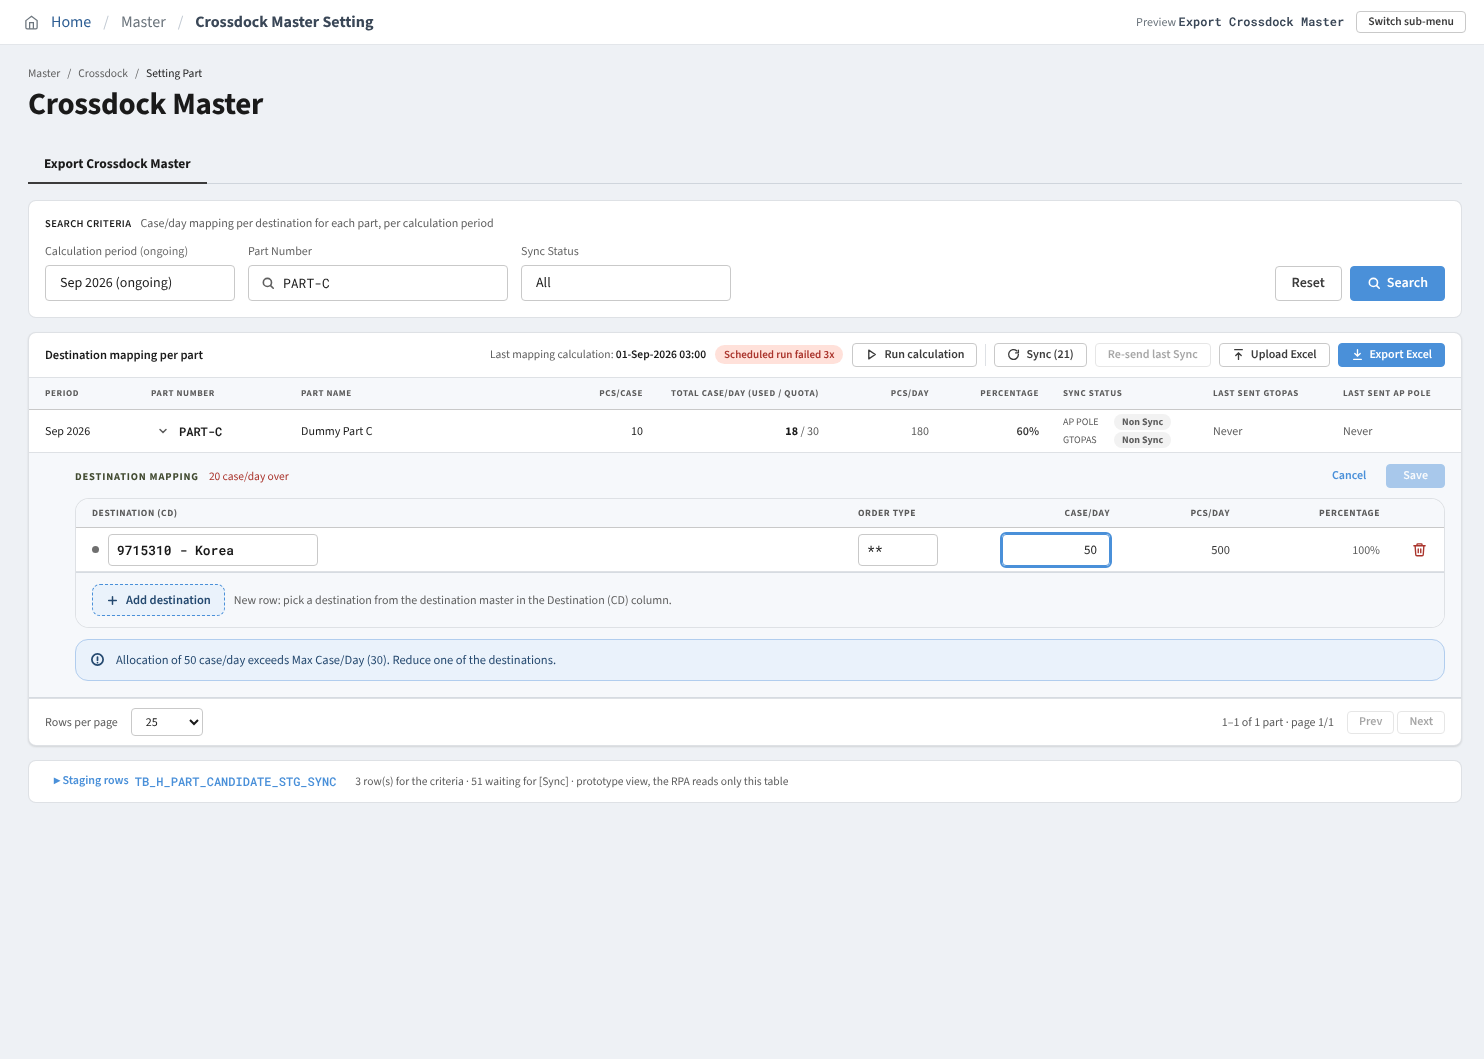 Home / Master / Crossdock Master Setting
Preview Export Crossdock Master
Switch sub-menu
Master / Crossdock / Setting Part
Crossdock Master
Export Crossdock Master
SEARCH CRITERIA Case/day mapping per destination for each part, per calculation period
Calculation period (ongoing) Part Number Sync Status
Sep 2026 (ongoing) PART-C All Reset Search
Destination mapping per part Last mapping calculation: 01-Sep-2026 03:00 Scheduled run failed 3x Run calculation Sync (21) Re-send last Sync Upload Excel Export Excel
PERIOD PART NUMBER PART NAME PCS/CASE TOTAL CASE/DAY (USED / QUOTA) PCS/DAY PERCENTAGE SYNC STATUS LAST SENT GTOPAS LAST SENT AP POLE
Sep 2026 PART-C Dummy Part C 10 18 / 30 180 60% AP POLE Non Sync Never Never
GTOPAS Non Sync
DESTINATION MAPPING 20 case/day over Cancel Save
DESTINATION (CD) ORDER TYPE CASE/DAY PCS/DAY PERCENTAGE
9715310 - Korea ** 50 500 100%
+ Add destination New row: pick a destination from the destination master in the Destination (CD) column.
Allocation of 50 case/day exceeds Max Case/Day (30). Reduce one of the destinations.
Rows per page 25 1–1 of 1 part · page 1/1 Prev Next
▸ Staging rows TB_H_PART_CANDIDATE_STG_SYNC 3 row(s) for the criteria · 51 waiting for [Sync] · prototype view, the RPA reads only this table